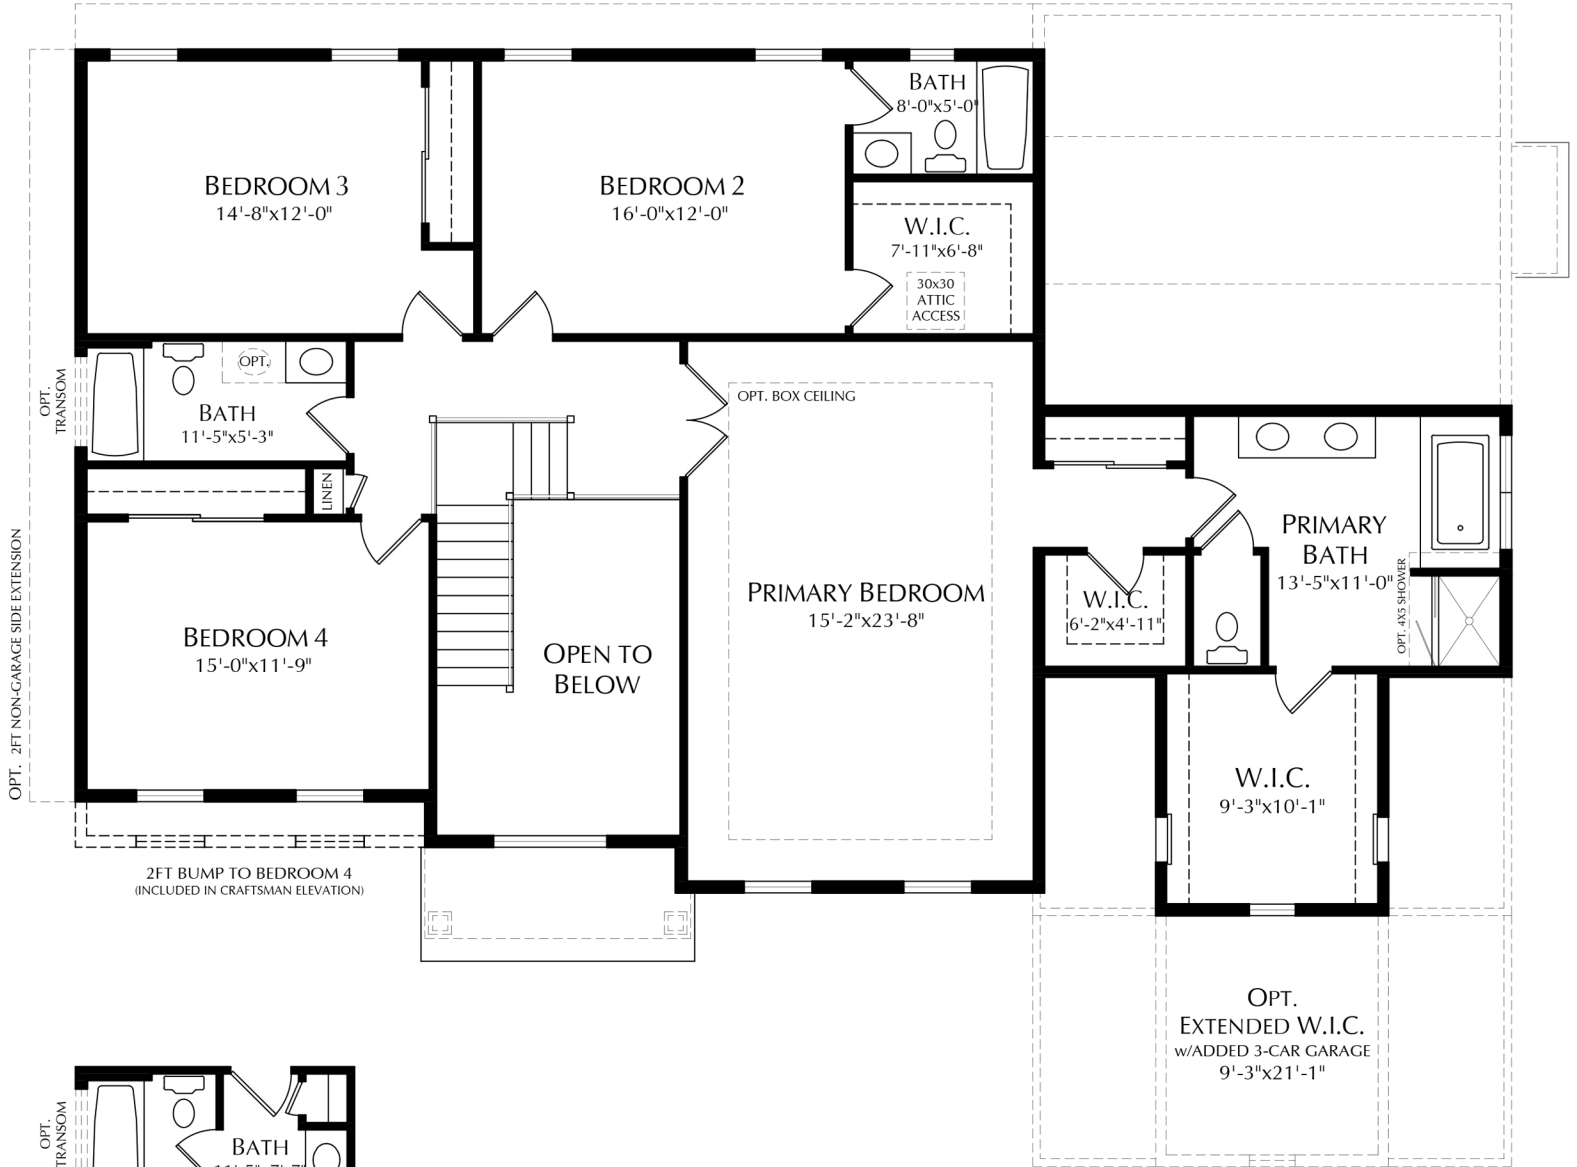 BATH
8'-0"x5'-0"
BEDROOM 3
14'-8"x12'-0"
BEDROOM 2
16'-0"x12'-0"
W.I.C.
7'-11"x6'-8"
30x30
ATTIC
ACCESS
OPT.
TRANSOM
OPT.
BATH
11'-5"x5'-3"
LINEN
OPT. BOX CEILING
PRIMARY
BATH
13'-5"x11'-0"
OPT. 4X5 SHOWER
PRIMARY BEDROOM
15'-2"x23'-8"
W.I.C.
6'-2"x4'-11"
BEDROOM 4
15'-0"x11'-9"
OPEN TO
BELOW
OPT. 2FT NON-GARAGE SIDE EXTENSION
W.I.C.
9'-3"x10'-1"
2FT BUMP TO BEDROOM 4
(INCLUDED IN CRAFTSMAN ELEVATION)
OPT.
EXTENDED W.I.C.
w/ADDED 3-CAR GARAGE
9'-3"x21'-1"
OPT.
TRANSOM
BATH